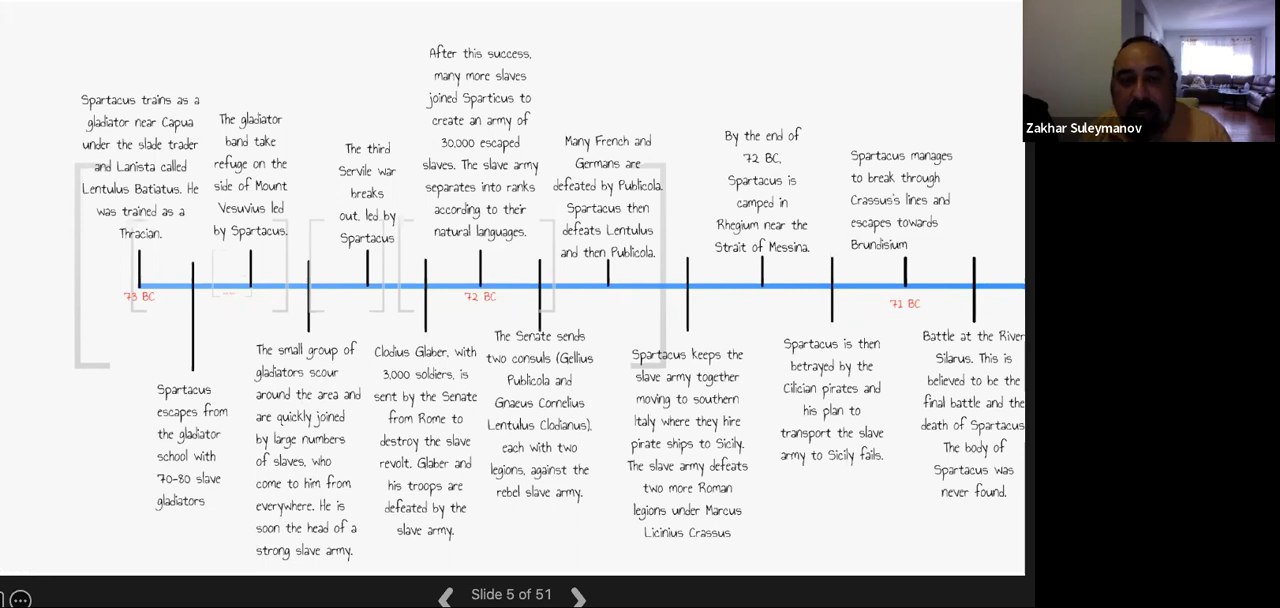 Spartacus trains as a
gladiator near Capua
under the slade trader
and Lanista called
Lentulus Batiatus. He
was trained as a
Thracian.
The gladiator
band take
refuge on the
side of Mount
Vesuvius led
by Spartacus.
The third
Servile war
breaks
out, led by
Spartacus
After this success,
many more slaves
joined Sparticus to
create an army of
30,000 escaped
slaves. The slave army
separates into ranks
according to their
natural languages.
Many French and
Germans are
defeated by Publicola.
Spartacus then
defeats Lentulus
and then Publicola.
By the end of
72 BC,
Spartacus is
camped in
Rhegium near the
Strait of Messina.
Spartacus manages
to break through
Crassus's lines and
escapes towards
Brundisium
73 BC
72 BC
71 BC
Spartacus
escapes from
the gladiator
school with
70-80 slave
gladiators
The small group of
gladiators scour
around the area and
are quickly joined
by large numbers
of slaves, who
come to him from
everywhere. He is
soon the head of a
strong slave army.
Clodius Glaber, with
3,000 soldiers, is
sent by the Senate
from Rome to
destroy the slave
revolt. Glaber and
his troops are
defeated by the
slave army.
The Senate sends
two consuls (Gellius
Publicola and
Gnaeus Cornelius
Lentulus Clodianus),
each with two
legions, against the
rebel slave army.
Spartacus keeps the
slave army together
moving to southern
Italy where they hire
pirate ships to Sicily.
The slave army defeats
two more Roman
legions under Marcus
Licinius Crassus
Spartacus is then
betrayed by the
Cilician pirates and
his plan to
transport the slave
army to Sicily fails.
Battle at the River
Silarus. This is
believed to be the
final battle and the
death of Spartacus
The body of
Spartacus was
never found.
Zakhar Suleymanov
Slide 5 of 51